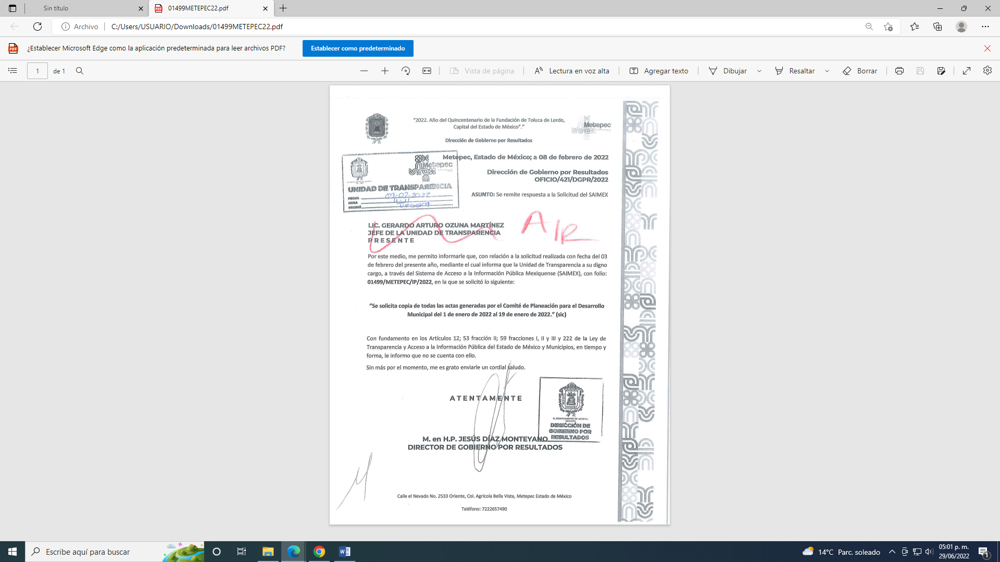 Sin título
01499METEPEC22.pdf
Archivo
C:/Users/USUARIO/Downloads/01499METEPEC22.pdf
¿Establecer Microsoft Edge como la aplicación predeterminada para leer archivos PDF?
Establecer como predeterminado
1 de 1
Vista de página
Lectura en voz alta
Agregar texto
Dibujar
Resaltar
Borrar
"2022. Año del Quincentenario de la Fundación de Toluca de Lerdo,
Capital del Estado de México"."
Metepec
Dirección de Gobierno por Resultados
Metepec, Estado de México; a 08 de febrero de 2022
Dirección de Gobierno por Resultados
OFICIO/421/DGPR/2022
ASUNTO: Se remite respuesta a la Solicitud del SAIMEX
Metepec
UNIDAD DE TRANSPARENCIA
FECHA 09-02-2022
HORA
RECIBIÓ
LIC. GERARDO ARTURO OZUNA MARTÍNEZ
JEFE DE LA UNIDAD DE TRANSPARENCIA
P R E S E N T E
A/R
Por este medio, me permito informarle que, con relación a la solicitud realizada con fecha del 03
de febrero del presente año, mediante el cual informa que la Unidad de Transparencia a su digno
cargo, a través del Sistema de Acceso a la Información Pública Mexiquense (SAIMEX), con folio:
01499/METEPEC/IP/2022, en la que se solicitó lo siguiente:
"Se solicita copia de todas las actas generadas por el Comité de Planeación para el Desarrollo
Municipal del 1 de enero de 2022 al 19 de enero de 2022." (sic)
Con fundamento en los Artículos 12; 53 fracción II; 59 fracciones I, II y III y 222 de la Ley de
Transparencia y Acceso a la Información Pública del Estado de México y Municipios, en tiempo y
forma, le informo que no se cuenta con ello.
Sin más por el momento, me es grato enviarle un cordial saludo.
A T E N T A M E N T E
DIRECCIÓN DE
GOBIERNO POR
RESULTADOS
M. en H.P. JESÚS DÍAZ MONTEYANO
DIRECTOR DE GOBIERNO POR RESULTADOS
Calle el Nevado No. 2533 Oriente, Col. Agrícola Bella Vista, Metepec Estado de México
Teléfono: 7222657490
Escribe aquí para buscar
14°C Parc. soleado
05:01 p. m.
29/06/2022
1